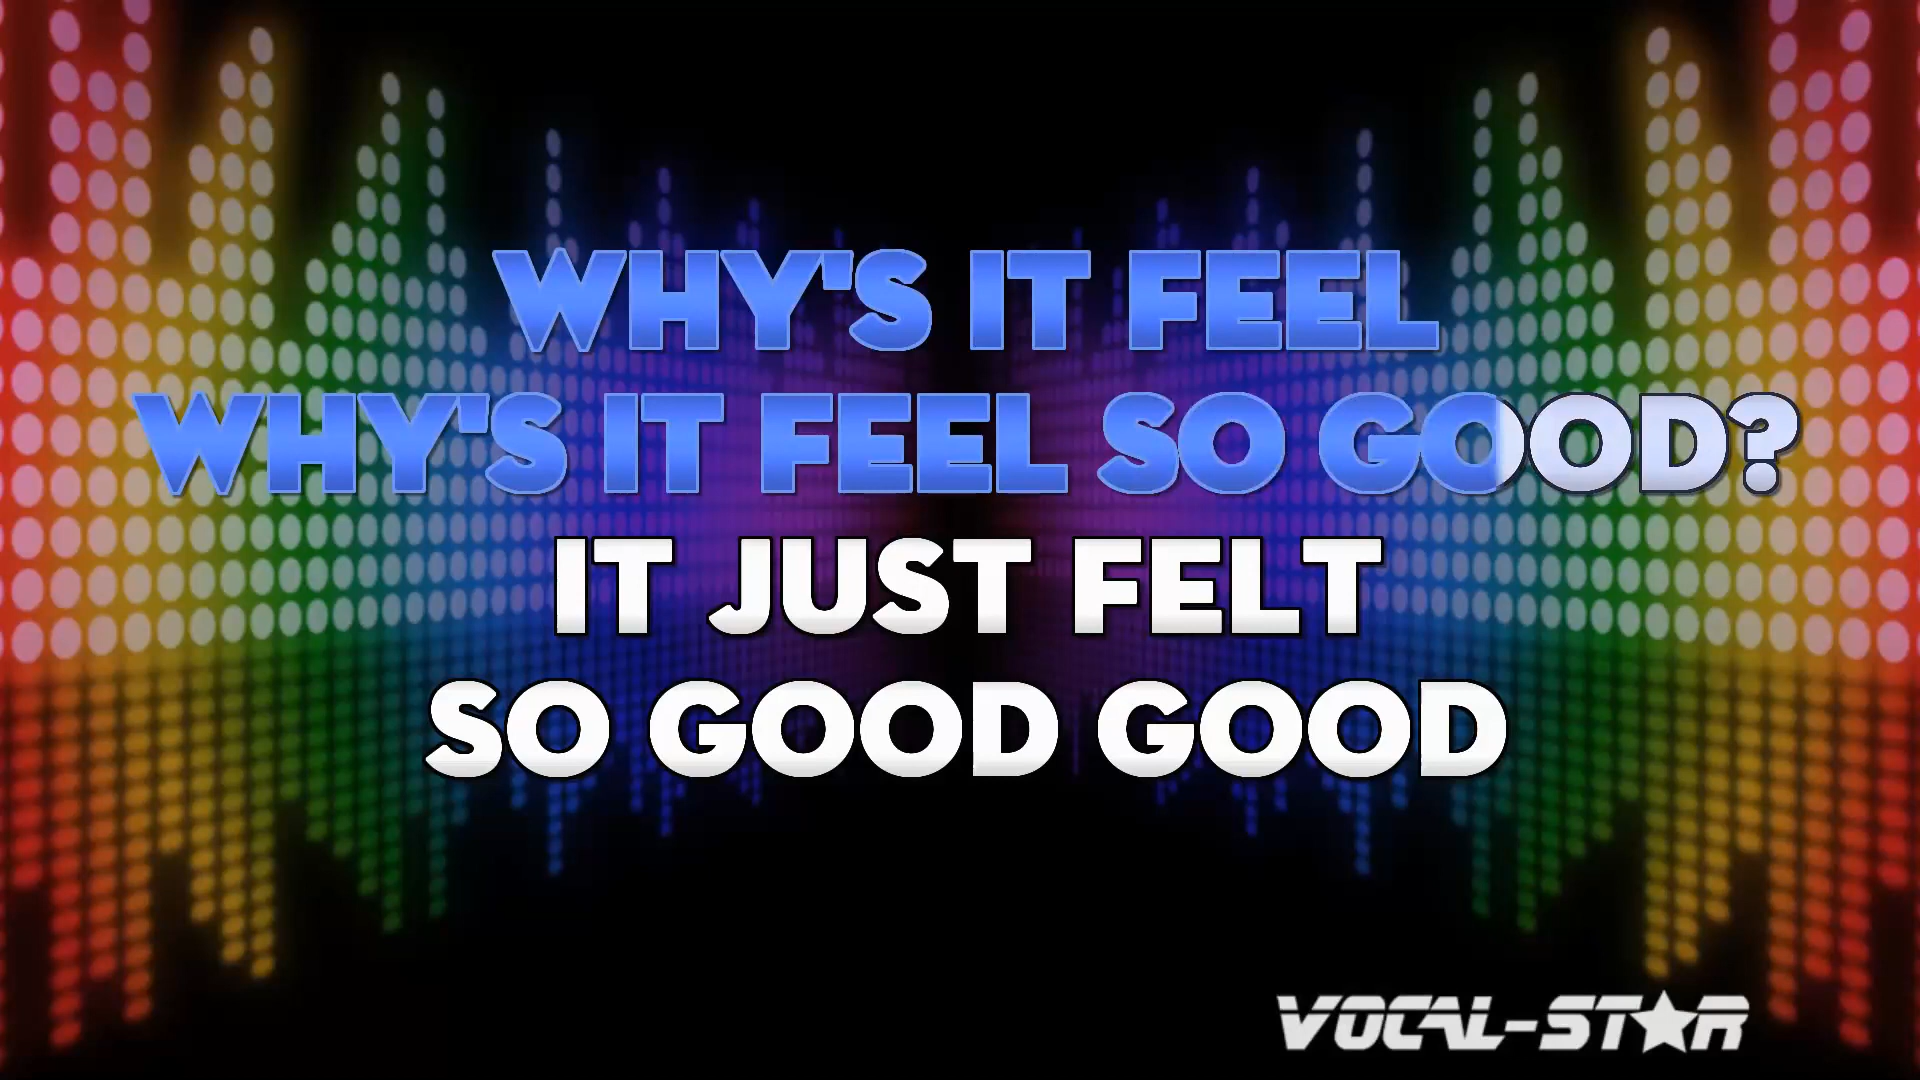 WHY'S IT FEEL
WHY'S IT FEEL SO GOOD?
IT JUST FELT
SO GOOD GOOD
VOCAL-STAR